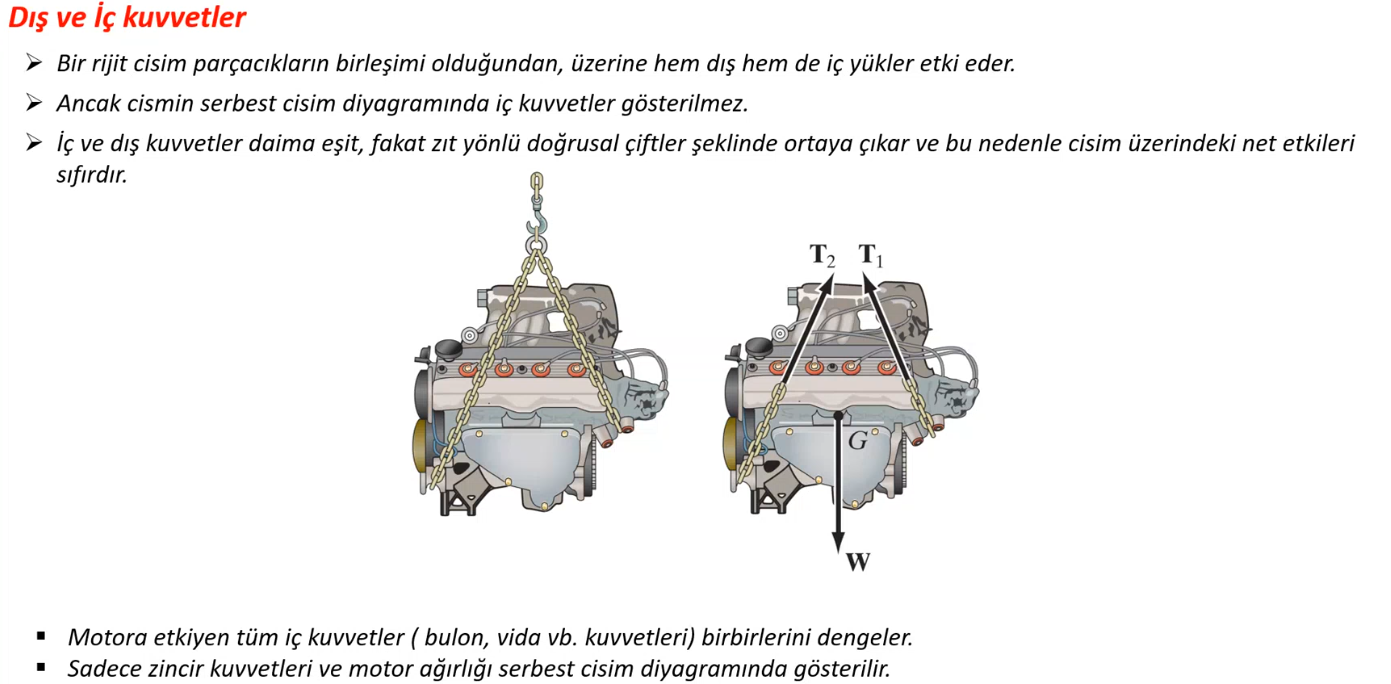 Dış ve İç kuvvetler
➤ Bir rijit cisim parçacıkların birleşimi olduğundan, üzerine hem dış hem de iç yükler etki eder.
➤ Ancak cismin serbest cisim diyagramında iç kuvvetler gösterilmez.
➤ İç ve dış kuvvetler daima eşit, fakat zıt yönlü doğrusal çiftler şeklinde ortaya çıkar ve bu nedenle cisim üzerindeki net etkileri
sıfırdır.
T₂ T₁
G
W
▪ Motora etkiyen tüm iç kuvvetler ( bulon, vida vb. kuvvetleri) birbirlerini dengeler.
▪ Sadece zincir kuvvetleri ve motor ağırlığı serbest cisim diyagramında gösterilir.